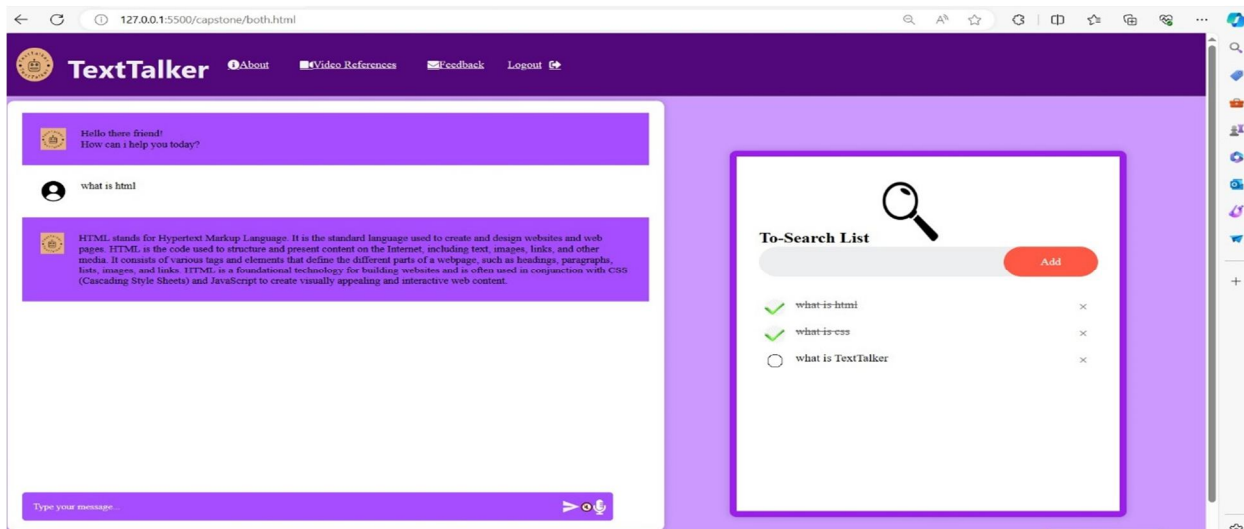 127.0.0.1:5500/capstone/both.html
TextTalker
About
Video References
Feedback
Logout
Hello there friend!
How can i help you today?
what is html
HTML stands for Hypertext Markup Language. It is the standard language used to create and design websites and web
pages. HTML is the code used to structure and present content on the Internet, including text, images, links, and other
media. It consists of various tags and elements that define the different parts of a webpage, such as headings, paragraphs,
lists, images, and links. HTML is a foundational technology for building websites and is often used in conjunction with CSS
(Cascading Style Sheets) and JavaScript to create visually appealing and interactive web content.
Type your message...
To-Search List
Add
what is html
what is css
what is TextTalker